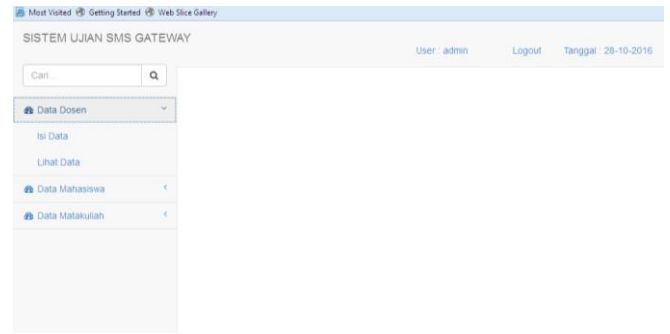 Most Visited Getting Started Web Slice Gallery
SISTEM UJIAN SMS GATEWAY
User : admin Logout Tanggal : 28-10-2016
Cari...
Data Dosen
Isi Data
Lihat Data
Data Mahasiswa
Data Matakuliah